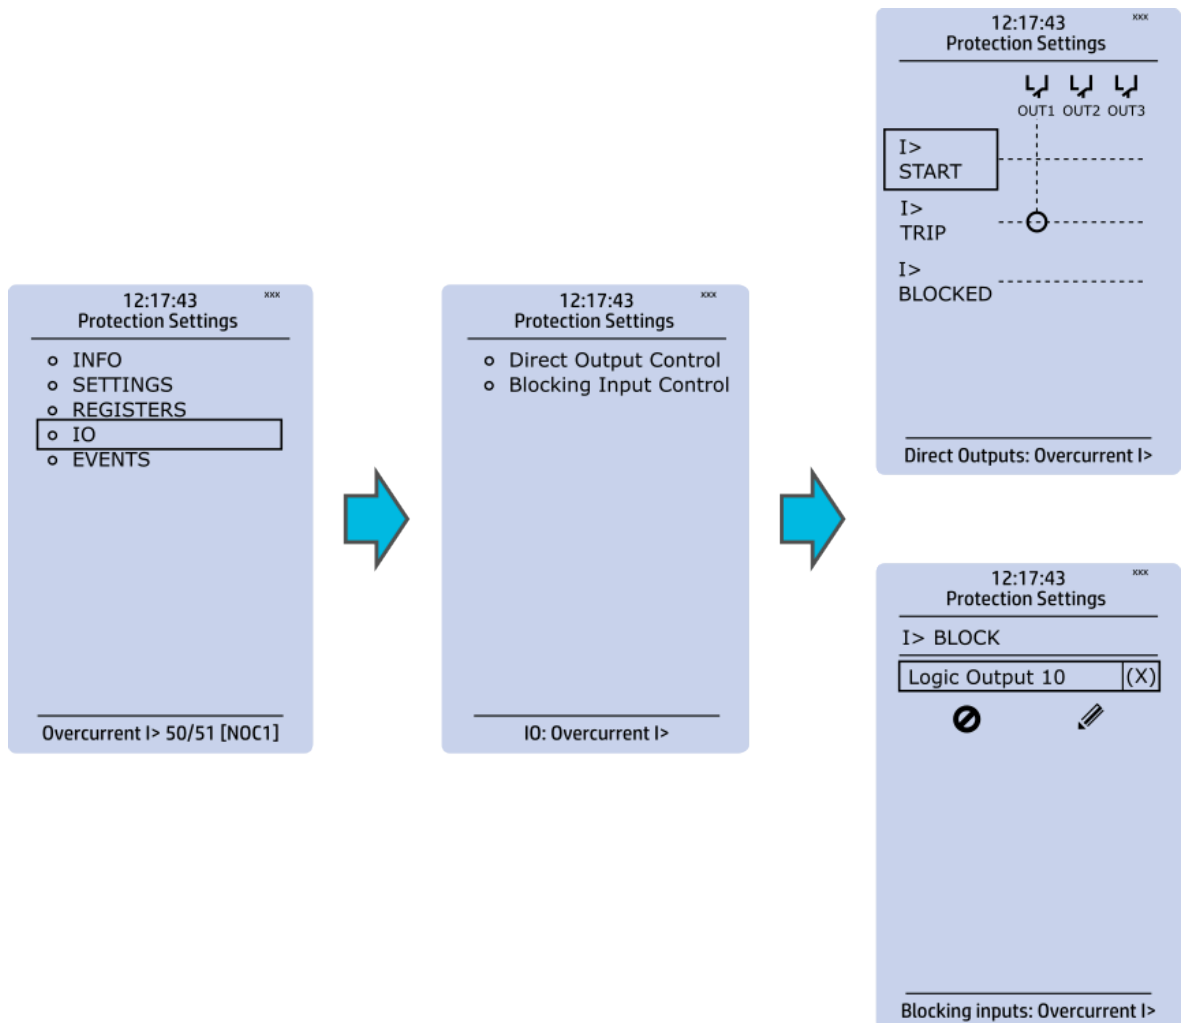 12:17:43 xxx
Protection Settings
INFO
SETTINGS
REGISTERS
IO
EVENTS
Overcurrent I> 50/51 [NOC1]
12:17:43 xxx
Protection Settings
Direct Output Control
Blocking Input Control
IO: Overcurrent I>
12:17:43 xxx
Protection Settings
OUT1 OUT2 OUT3
I>
START
I>
TRIP
I>
BLOCKED
Direct Outputs: Overcurrent I>
12:17:43 xxx
Protection Settings
I> BLOCK
Logic Output 10 (X)
Blocking inputs: Overcurrent I>